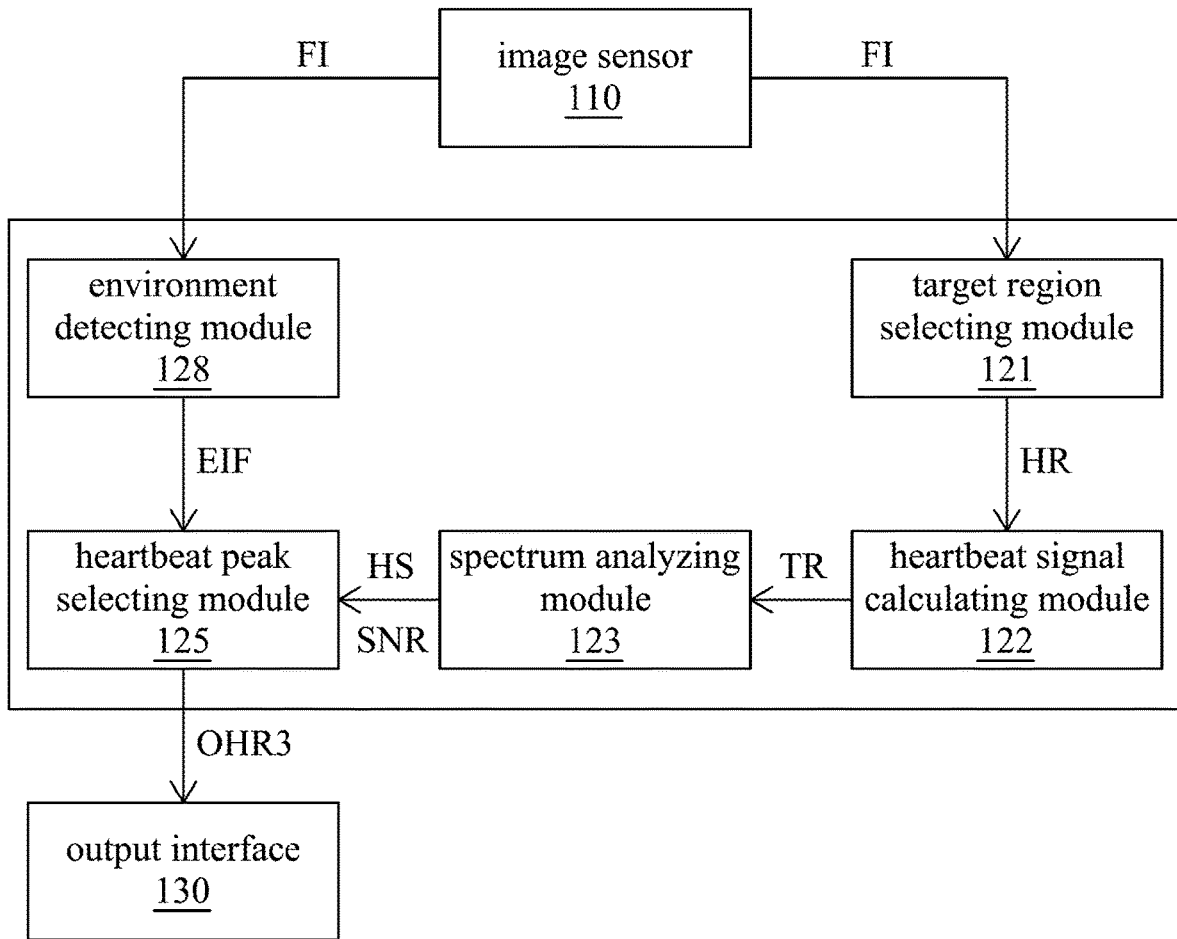 FI
image sensor
110
FI
environment
detecting module
128
target region
selecting module
121
EIF
HR
heartbeat peak
selecting module
125
HS
SNR
spectrum analyzing
module
123
TR
heartbeat signal
calculating module
122
OHR3
output interface
130